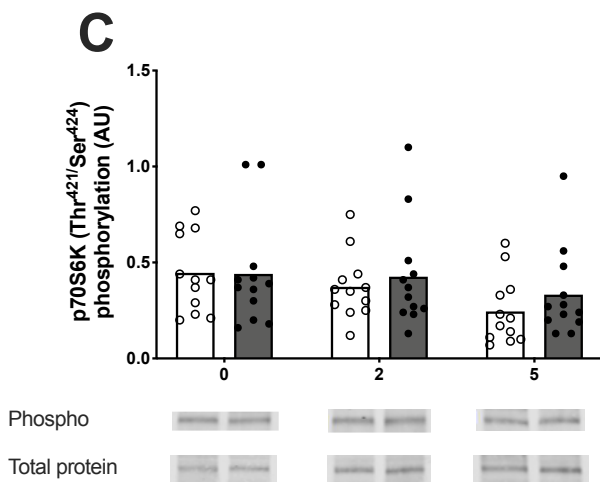 C
p70S6K (Thr421/Ser424)
phosphorylation (AU)
1.5
1.0
0.5
0.0
0 2 5
Phospho
Total protein